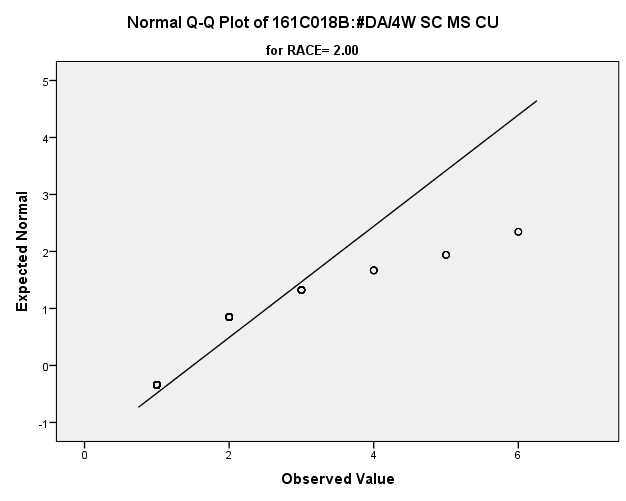 Normal Q-Q Plot of 161C018B:#DA/4W SC MS CU
for RACE= 2.00
Expected Normal
5
4
3
2
1
0
-1
0 2 4 6
Observed Value